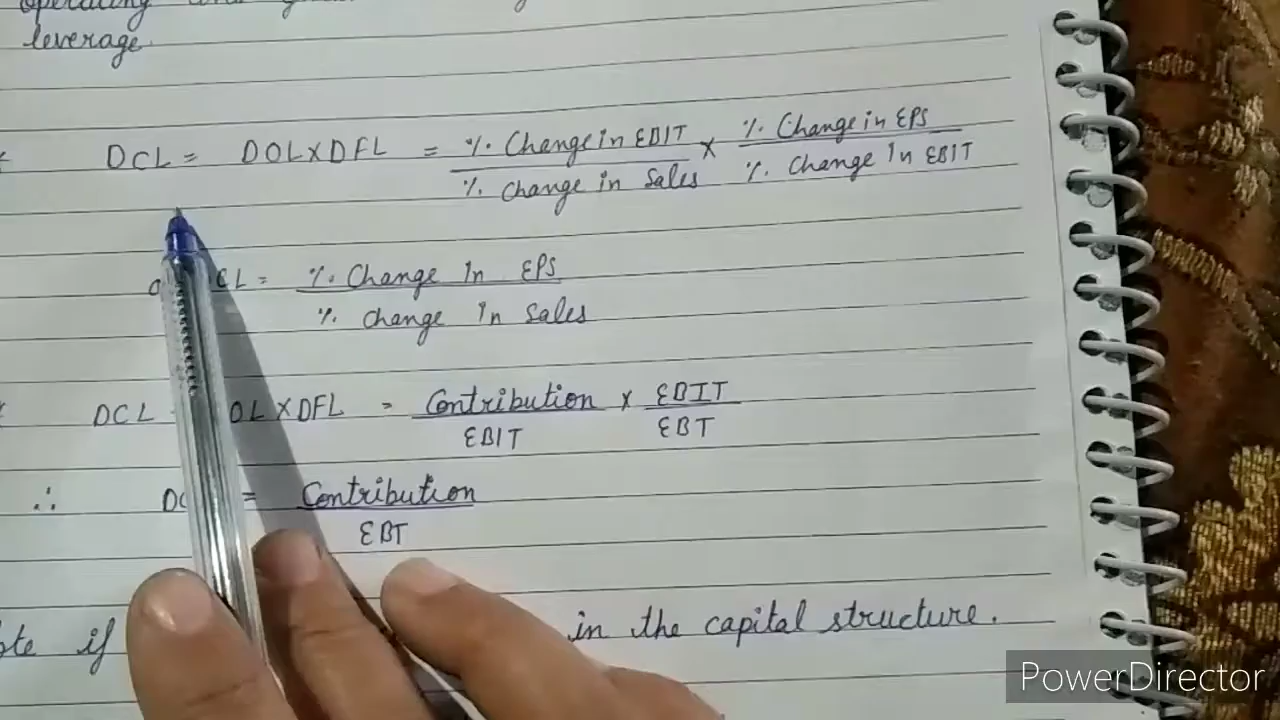 leverage.
DCL = DOL X DFL = %. Change in EBIT / %. Change in Sales X %. Change in EPS / %. Change In EBIT
CL = %. Change In EPS / %. Change In Sales
DCL OL X DFL = Contribution / EBIT X EBIT / EBT
∴ = Contribution / EBT
if in the capital structure.
PowerDirector